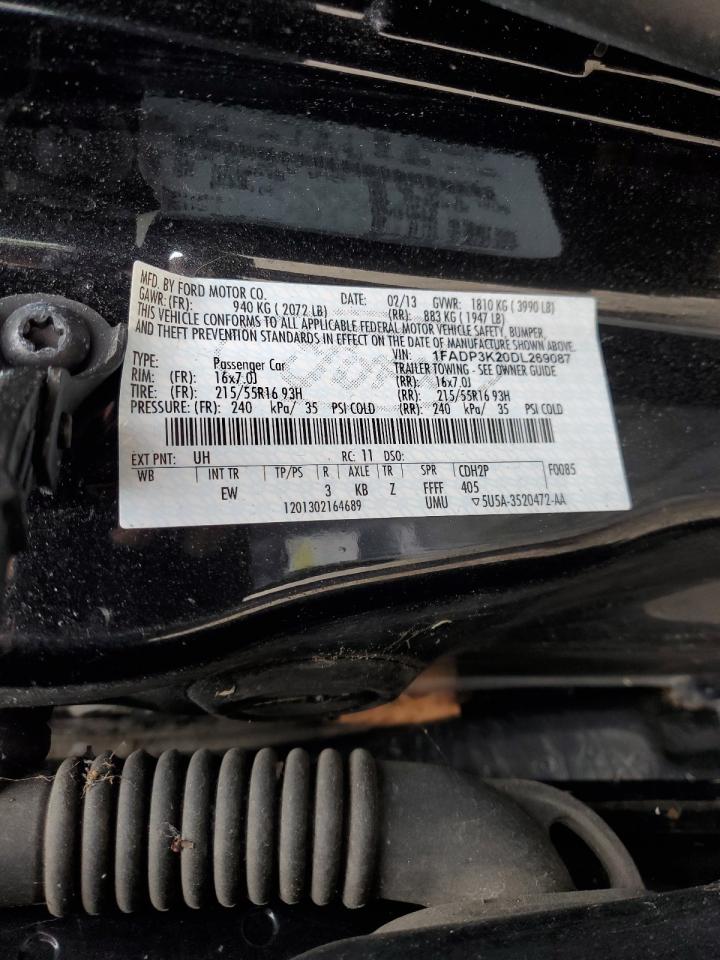 MFD. BY FORD MOTOR CO. DATE: 02/13 GVWR: 1810 KG ( 3990 LB)
GAWR: (FR): 940 KG ( 2072 LB) (RR): 883 KG ( 1947 LB)
THIS VEHICLE CONFORMS TO ALL APPLICABLE FEDERAL MOTOR VEHICLE SAFETY, BUMPER,
AND THEFT PREVENTION STANDARDS IN EFFECT ON THE DATE OF MANUFACTURE SHOWN ABOVE.
VIN: 1FADP3K20DL269087
TYPE: Passenger Car TRAILER TOWING - SEE OWNER GUIDE
RIM: (FR): 16x7.0J (RR): 16x7.0J
TIRE: (FR): 215/55R16 93H (RR): 215/55R16 93H
PRESSURE: (FR): 240 kPa/ 35 PSI COLD (RR): 240 kPa/ 35 PSI COLD
EXT PNT: UH RC: 11 DSO:
WB INT TR TP/PS R AXLE TR SPR CDH2P F0085
EW 3 KB Z FFFF 405
1201302164689 UMU ▽5U5A-3520472-AA